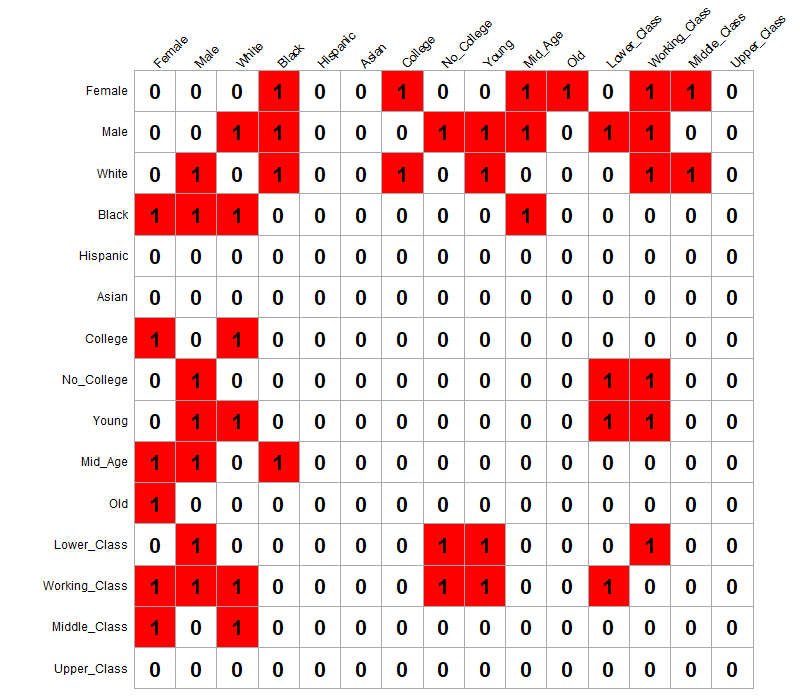 Female Male White Black Hispanic Asian College No_College Young Mid_Age Old Lower_Class Working_Class Middle_Class Upper_Class
Female 0 0 0 1 0 0 1 0 0 1 1 0 1 1 0
Male 0 0 1 1 0 0 0 1 1 1 0 1 1 0 0
White 0 1 0 1 0 0 1 0 1 0 0 0 1 1 0
Black 1 1 1 0 0 0 0 0 0 1 0 0 0 0 0
Hispanic 0 0 0 0 0 0 0 0 0 0 0 0 0 0 0
Asian 0 0 0 0 0 0 0 0 0 0 0 0 0 0 0
College 1 0 1 0 0 0 0 0 0 0 0 0 0 0 0
No_College 0 1 0 0 0 0 0 0 0 0 0 1 1 0 0
Young 0 1 1 0 0 0 0 0 0 0 0 1 1 0 0
Mid_Age 1 1 0 1 0 0 0 0 0 0 0 0 0 0 0
Old 1 0 0 0 0 0 0 0 0 0 0 0 0 0 0
Lower_Class 0 1 0 0 0 0 0 1 1 0 0 0 1 0 0
Working_Class 1 1 1 0 0 0 0 1 1 0 0 1 0 0 0
Middle_Class 1 0 1 0 0 0 0 0 0 0 0 0 0 0 0
Upper_Class 0 0 0 0 0 0 0 0 0 0 0 0 0 0 0